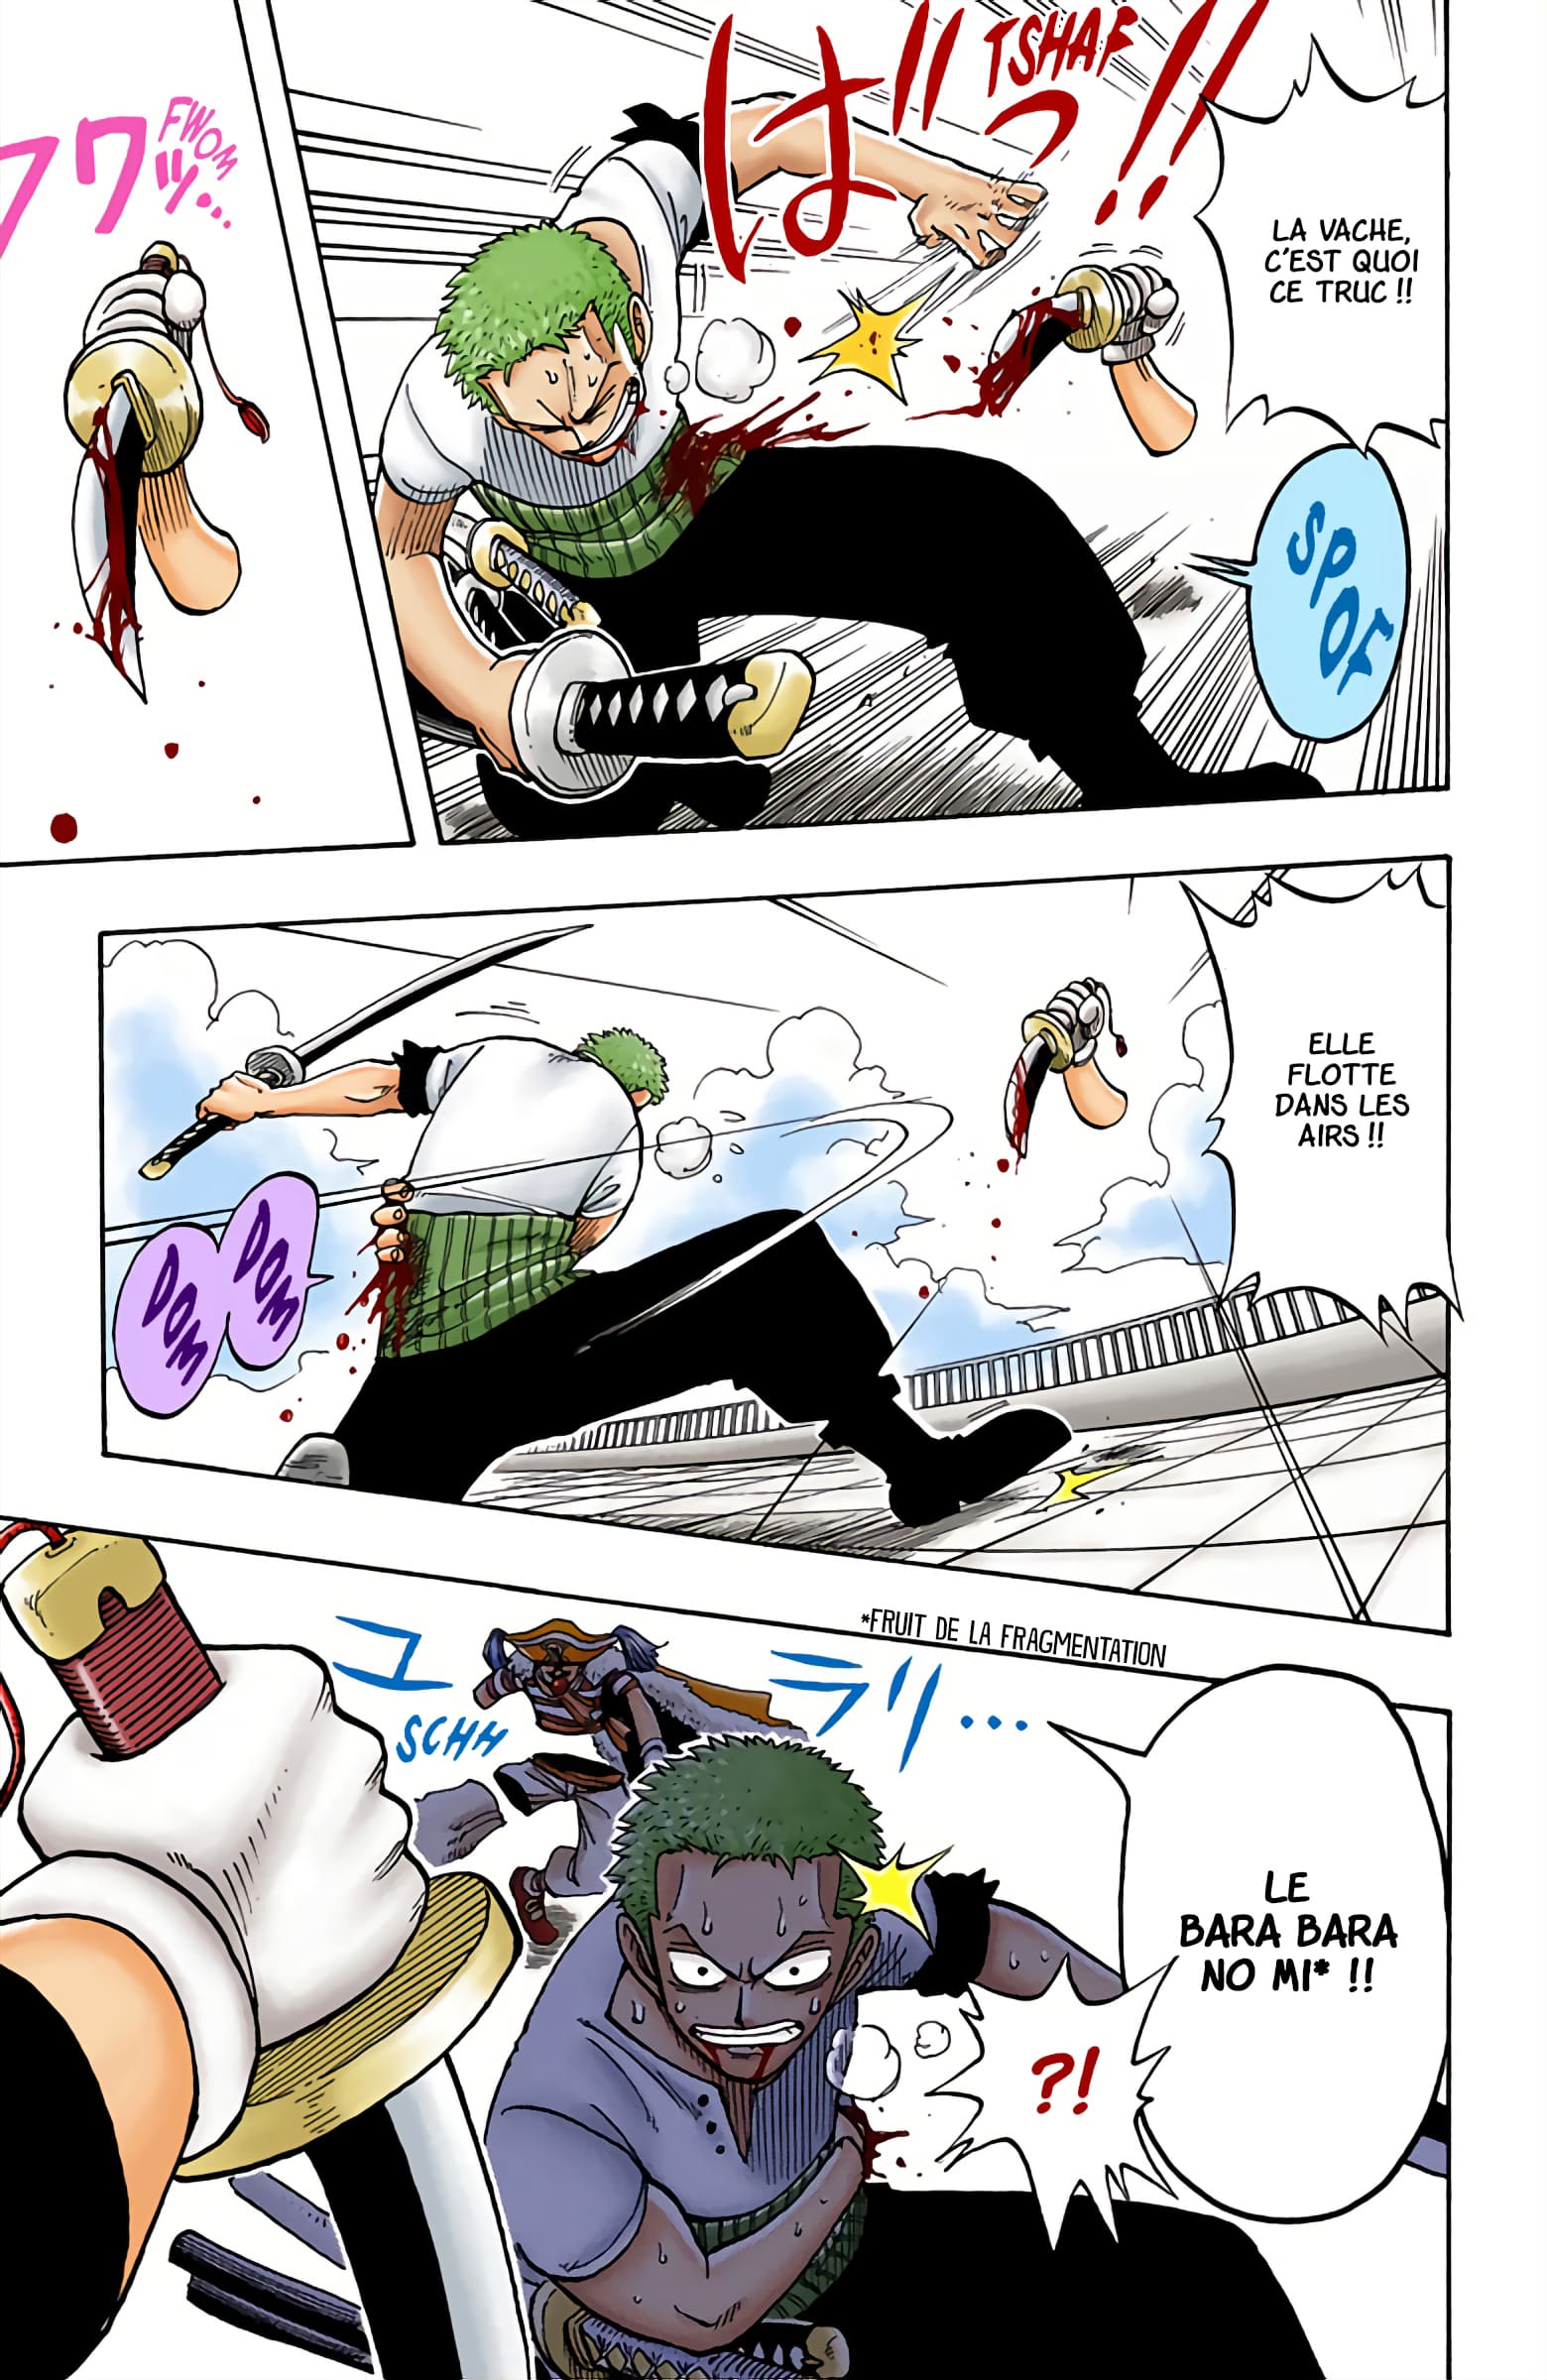 ばっ!!
TSHAF
LA VACHE,
C'EST QUOI
CE TRUC !!
SPOF
フワッ...
FWOM
ELLE
FLOTTE
DANS LES
AIRS !!
DOM
DOM
*FRUIT DE LA FRAGMENTATION
LE
BARA BARA
NO MI* !!
?!
ユラリ...
SCHH